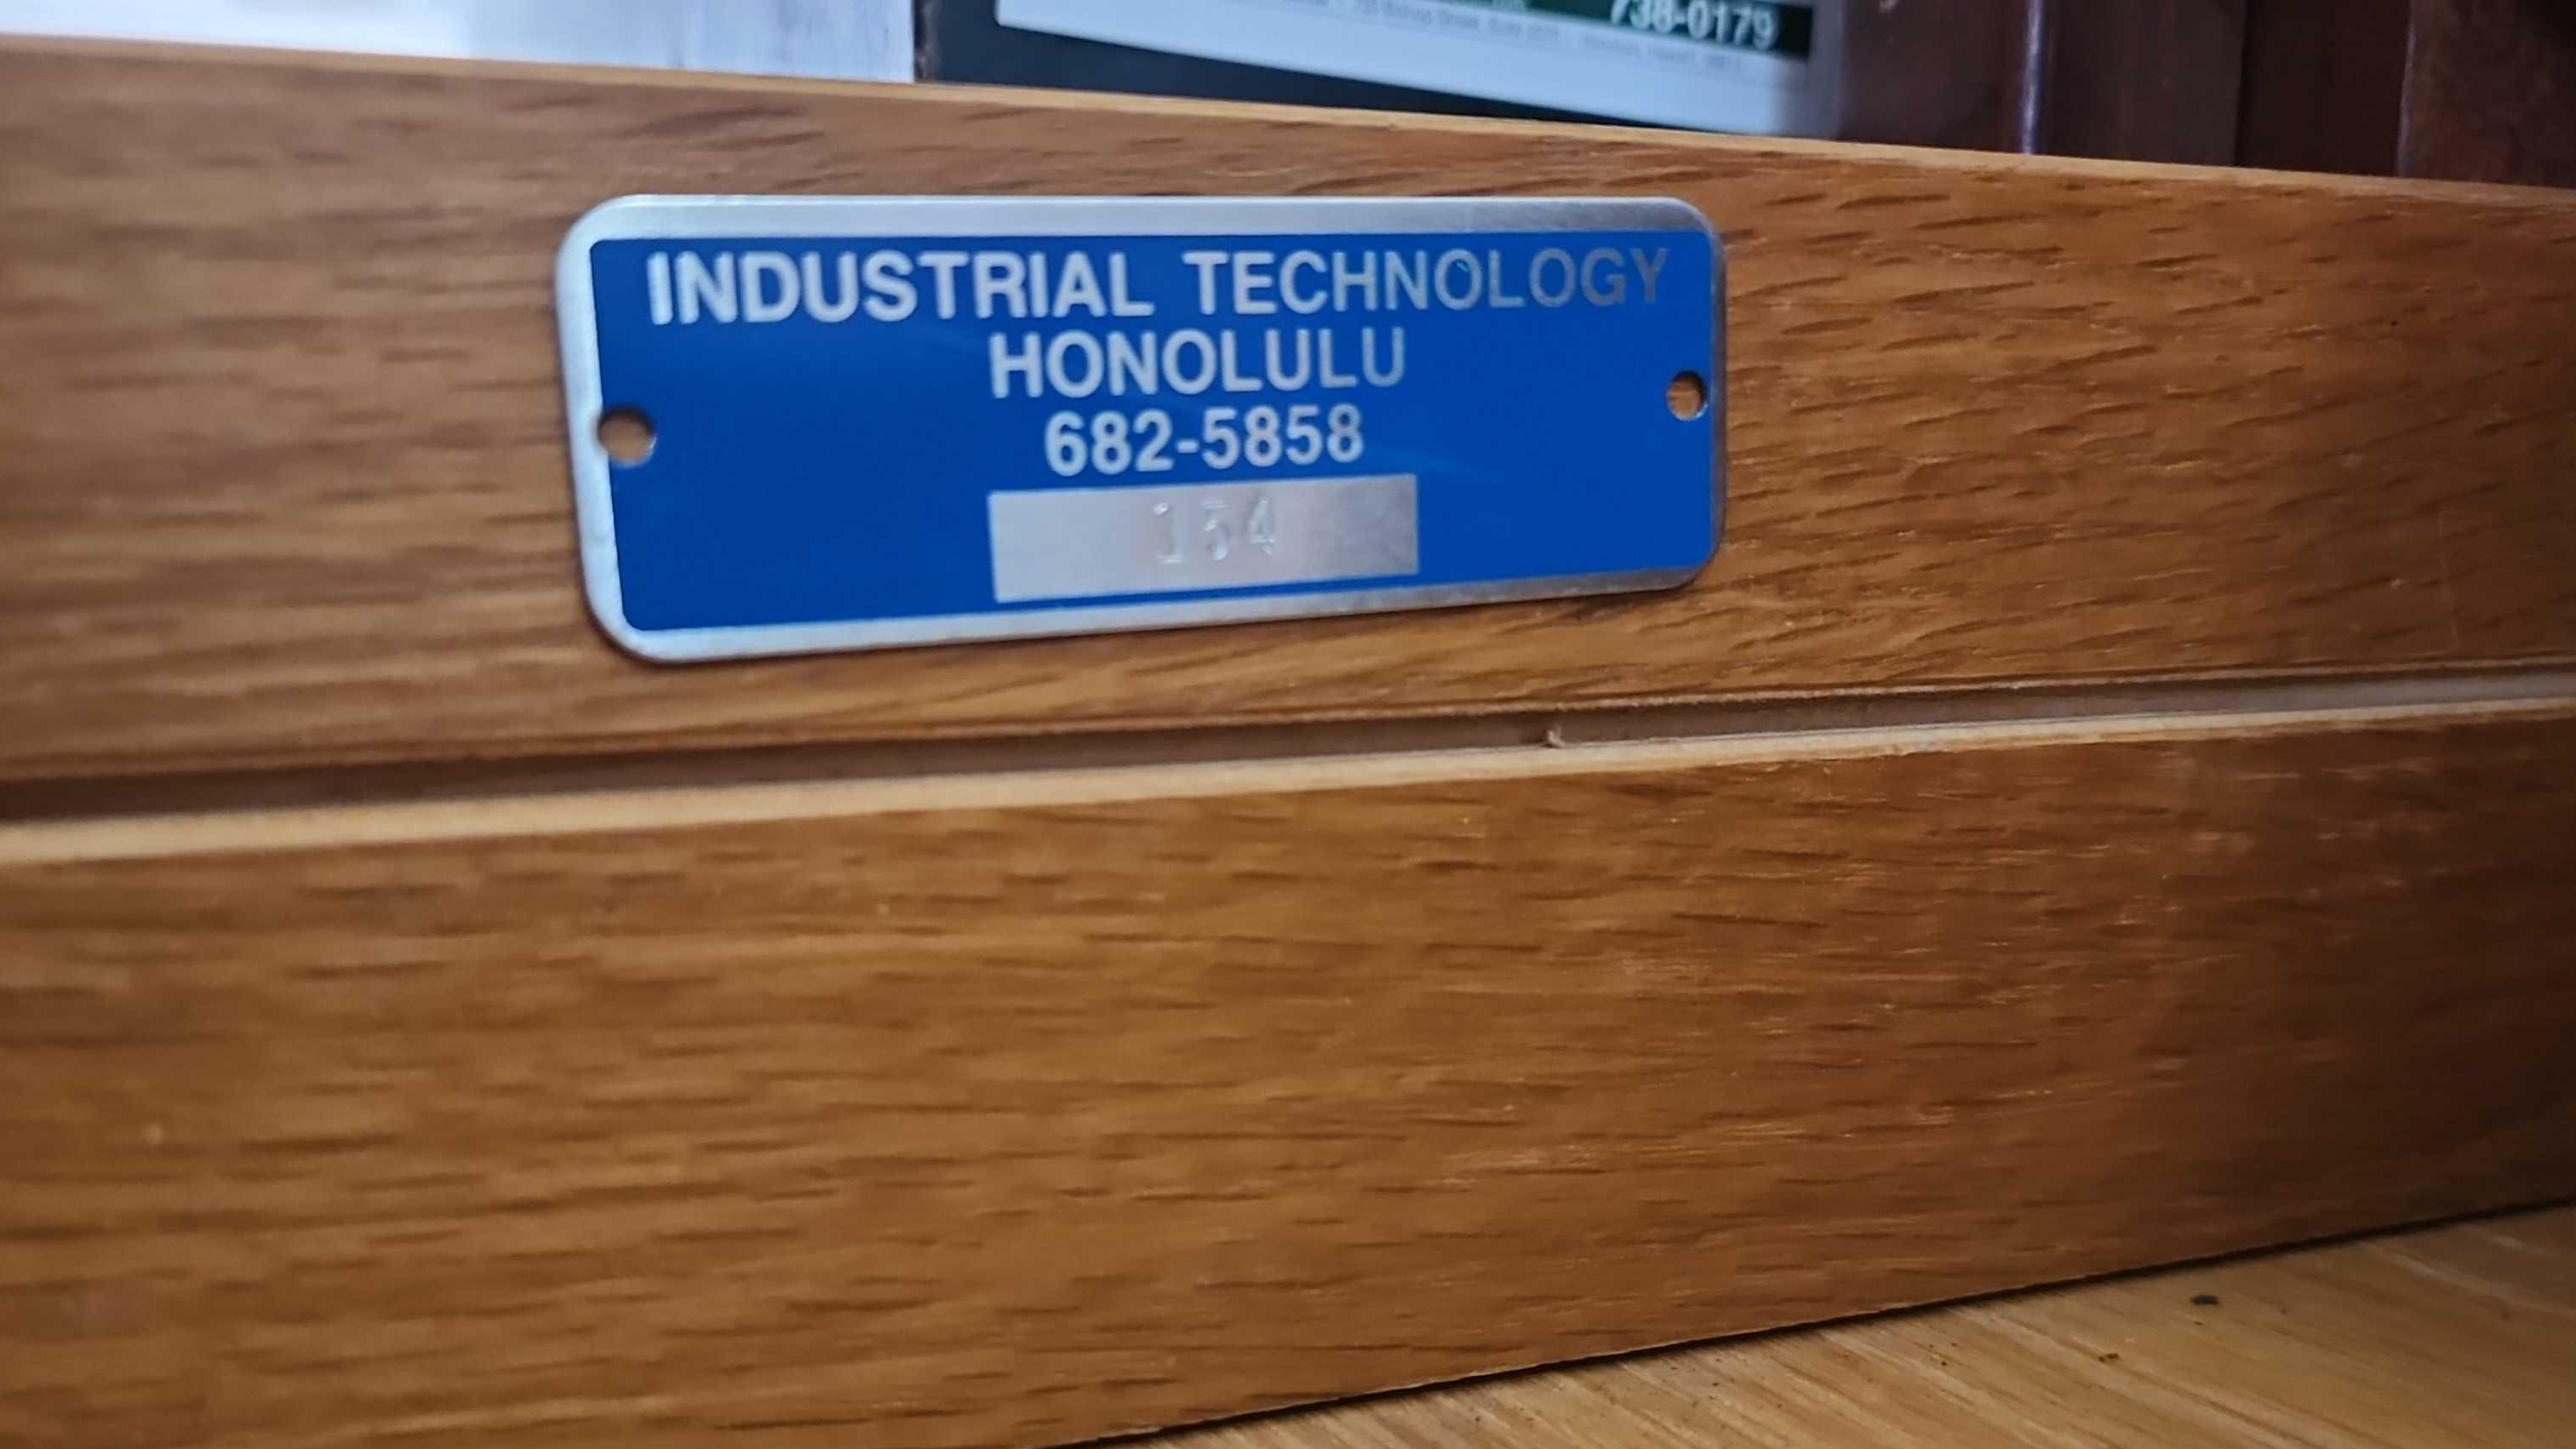 738-0179
INDUSTRIAL TECHNOLOGY
HONOLULU
682-5858
154